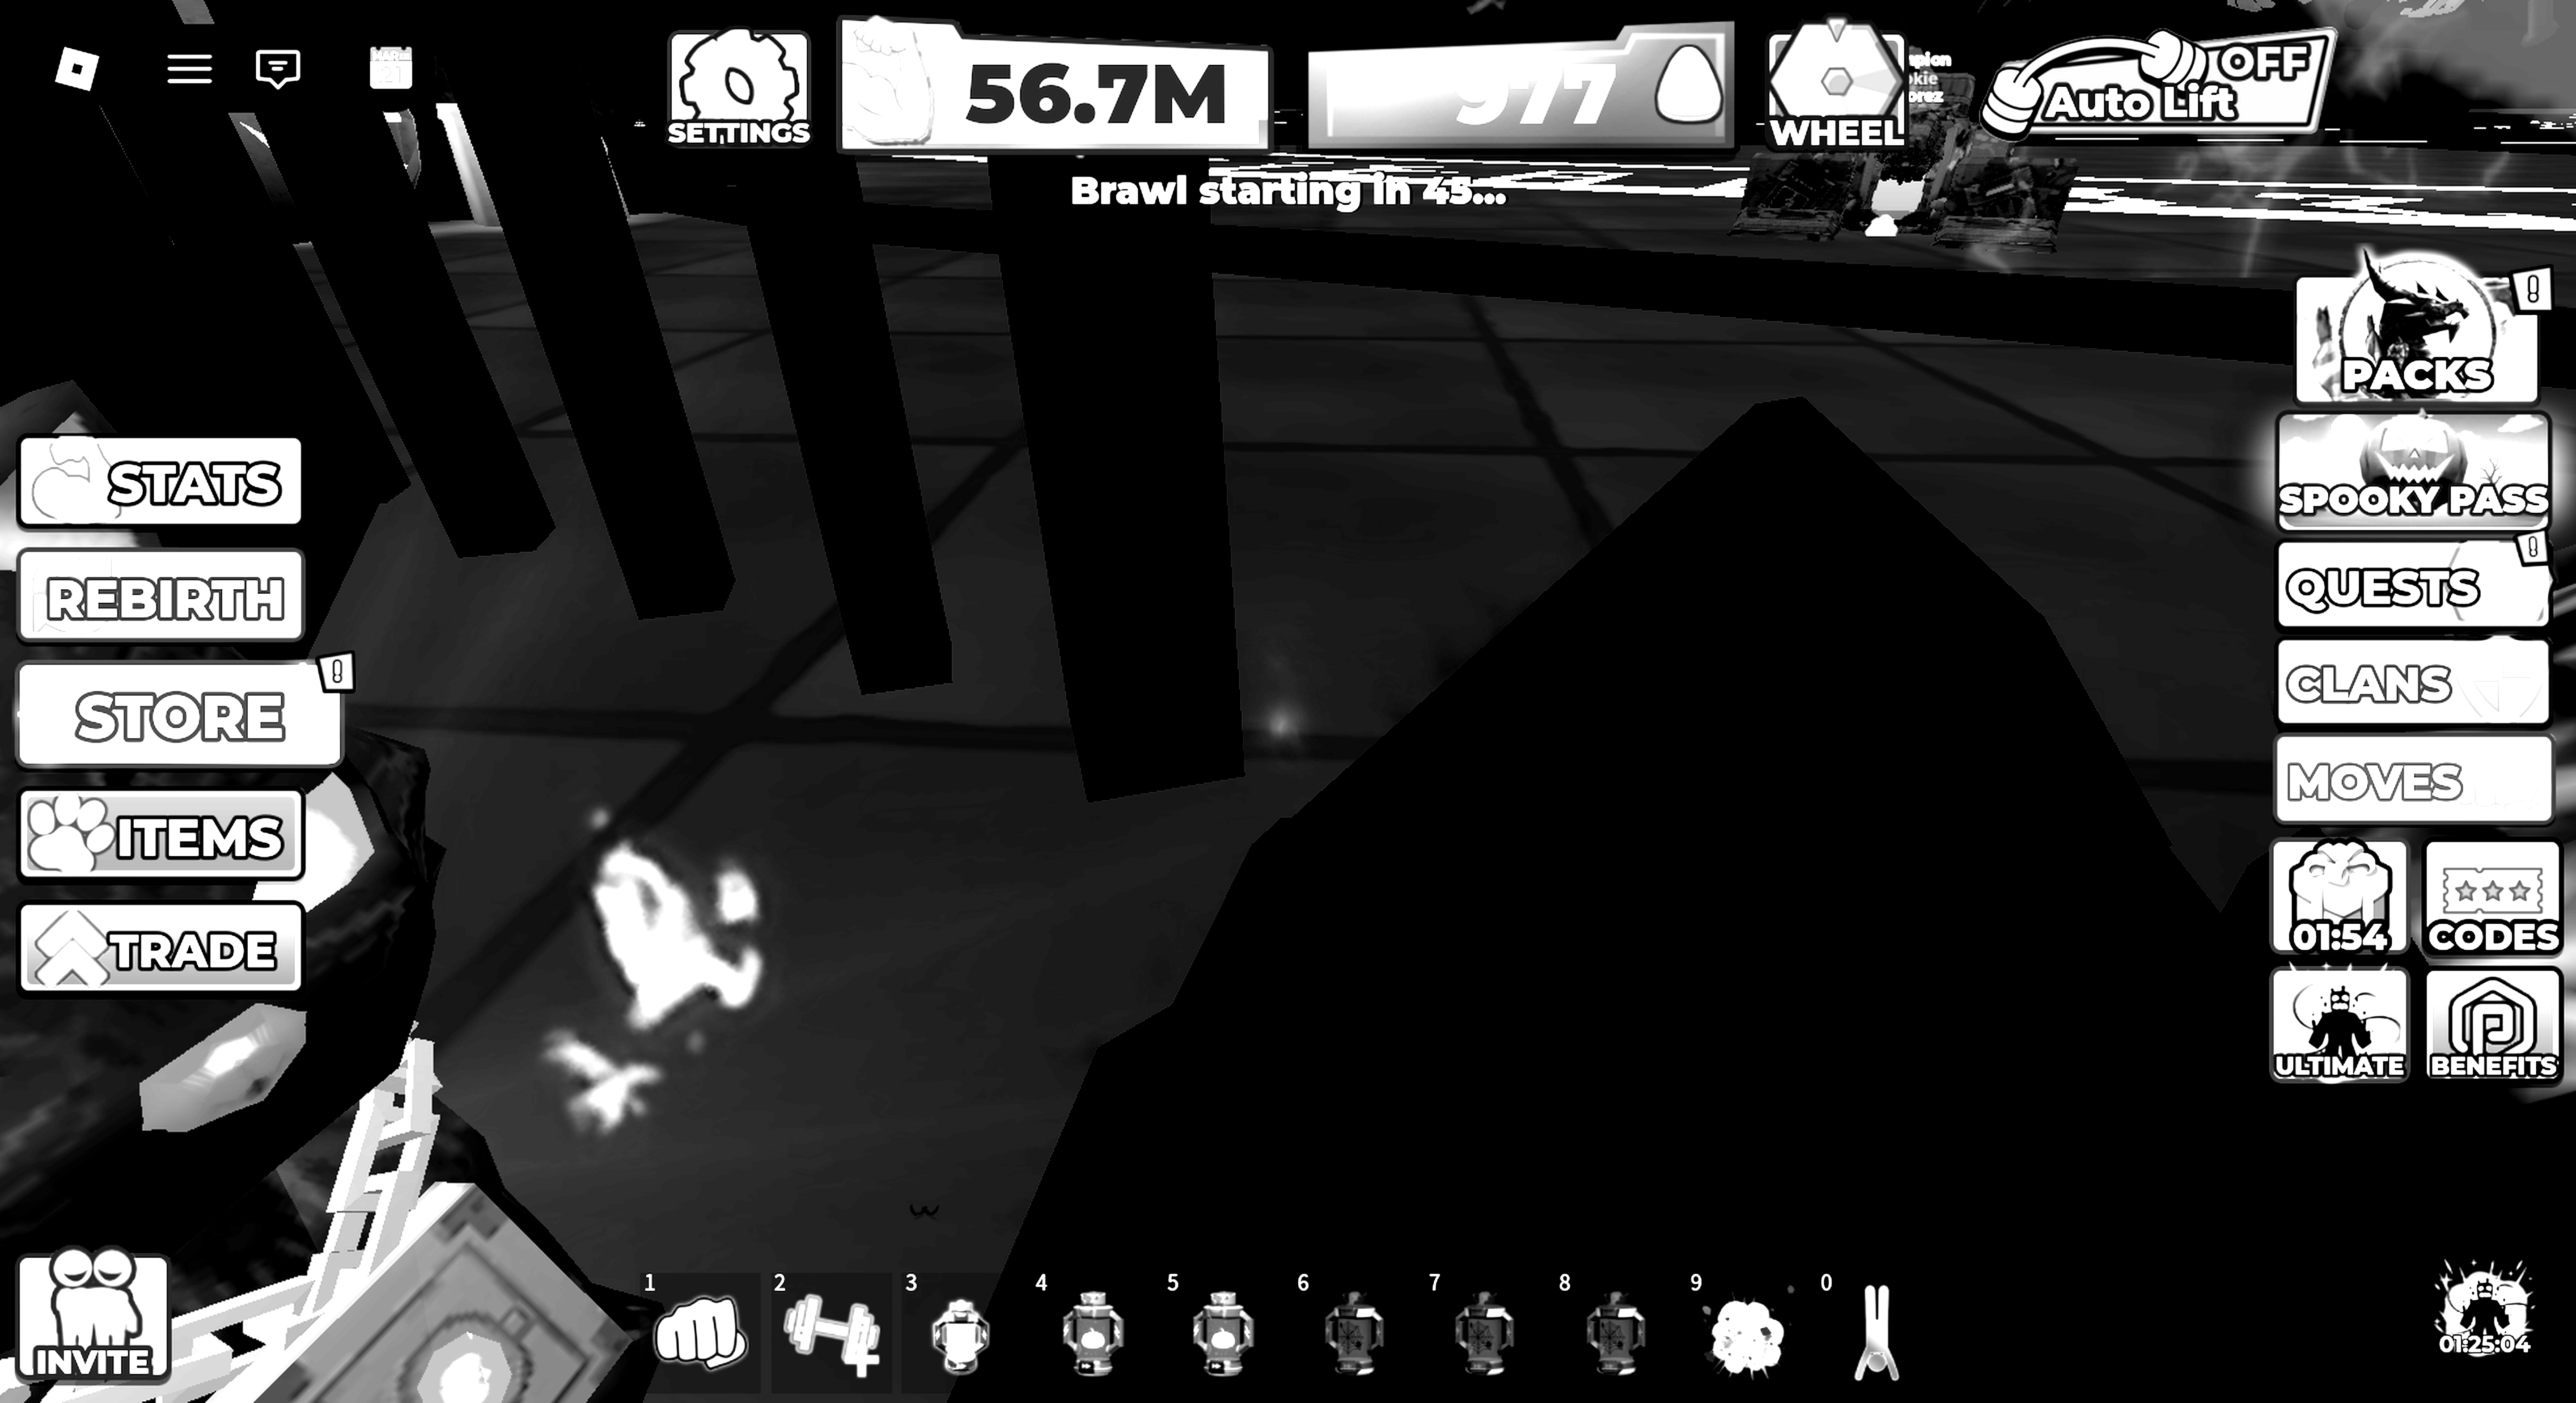 SETTINGS
56.7M
977
WHEEL
OFF
Auto Lift
Brawl starting in 45...
PACKS
STATS
SPOOKY PASS
REBIRTH
QUESTS
STORE
CLANS
MOVES
ITEMS
TRADE
01:54
CODES
ULTIMATE
BENEFITS
INVITE
1 2 3 4 5 6 7 8 9 0
01:25:04